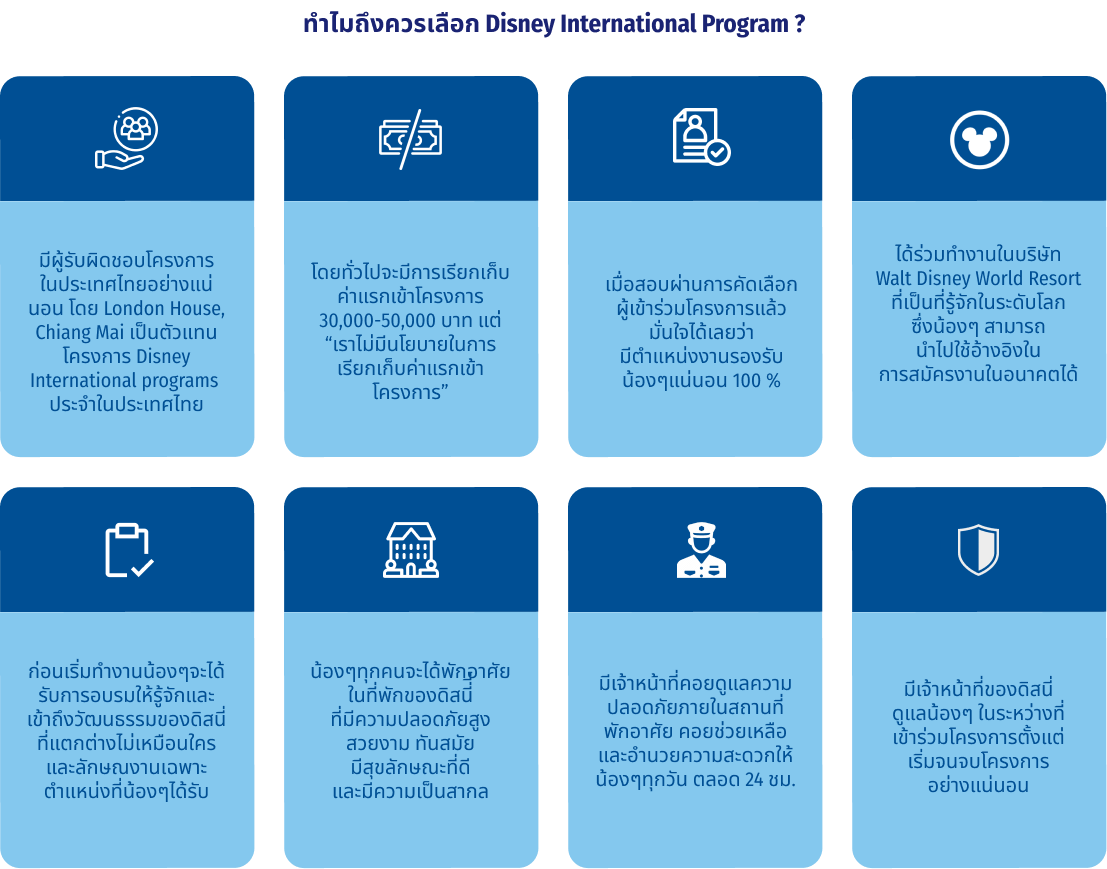 ทำไมถึงควรเลือก Disney International Program ?
มีผู้รับผิดชอบโครงการ
ในประเทศไทยอย่างแน่
นอน โดย London House,
Chiang Mai เป็นตัวแทน
โครงการ Disney
International programs
ประจำในประเทศไทย
โดยทั่วไปจะมีการเรียกเก็บ
ค่าแรกเข้าโครงการ
30,000-50,000 บาท แต่
“เราไม่มีนโยบายในการ
เรียกเก็บค่าแรกเข้า
โครงการ”
เมื่อสอบผ่านการคัดเลือก
ผู้เข้าร่วมโครงการแล้ว
มั่นใจได้เลยว่า
มีตำแหน่งงานรองรับ
น้องๆแน่นอน 100 %
ได้ร่วมทำงานในบริษัท
Walt Disney World Resort
ที่เป็นที่รู้จักในระดับโลก
ซึ่งน้องๆ สามารถ
นำไปใช้อ้างอิงใน
การสมัครงานในอนาคตได้
ก่อนเริ่มทำงานน้องๆจะได้
รับการอบรมให้รู้จักและ
เข้าถึงวัฒนธรรมของดิสนี่
ที่แตกต่างไม่เหมือนใคร
และลักษณงานเฉพาะ
ตำแหน่งที่น้องๆได้รับ
น้องๆทุกคนจะได้พักอาศัย
ในที่พักของดิสนี่
ที่มีความปลอดภัยสูง
สวยงาม ทันสมัย
มีสุขลักษณะที่ดี
และมีความเป็นสากล
มีเจ้าหน้าที่คอยดูแลความ
ปลอดภัยภายในสถานที่
พักอาศัย คอยช่วยเหลือ
และอำนวยความสะดวกให้
น้องๆทุกวัน ตลอด 24 ชม.
มีเจ้าหน้าที่ของดิสนี่
ดูแลน้องๆ ในระหว่างที่
เข้าร่วมโครงการตั้งแต่
เริ่มจนจบโครงการ
อย่างแน่นอน